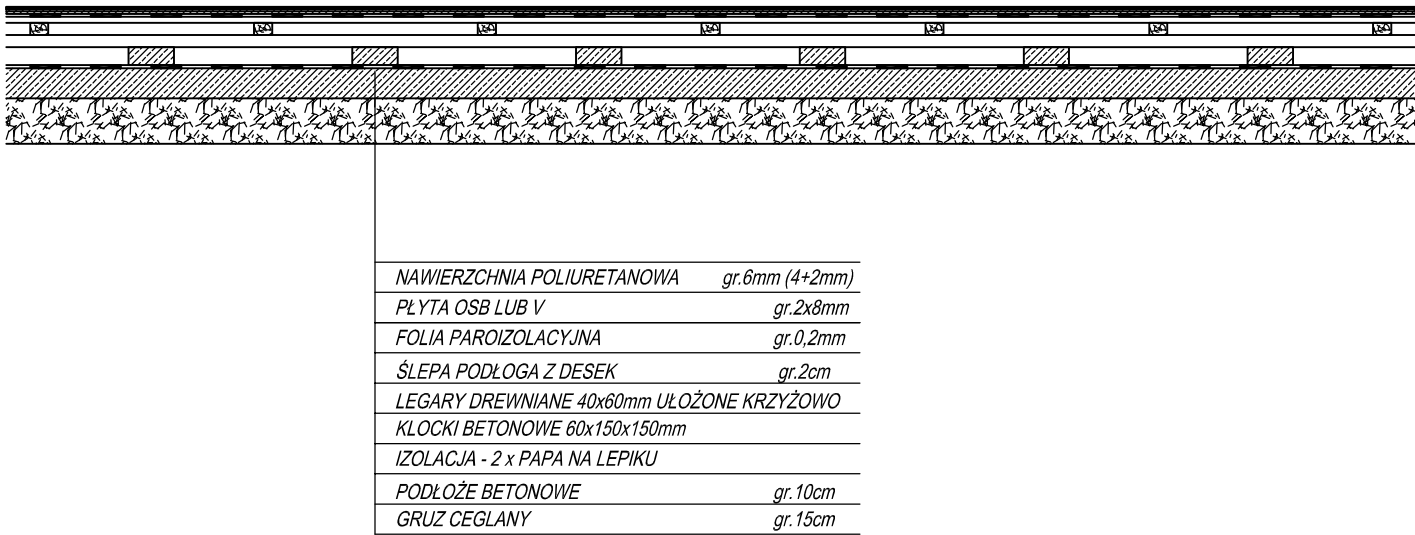 NAWIERZCHNIA POLIURETANOWA gr.6mm (4+2mm)
PŁYTA OSB LUB V gr.2x8mm
FOLIA PAROIZOLACYJNA gr.0,2mm
ŚLEPA PODŁOGA Z DESEK gr.2cm
LEGARY DREWNIANE 40x60mm UŁOŻONE KRZYŻOWO
KLOCKI BETONOWE 60x150x150mm
IZOLACJA - 2 x PAPA NA LEPIKU
PODŁOŻE BETONOWE gr.10cm
GRUZ CEGLANY gr.15cm